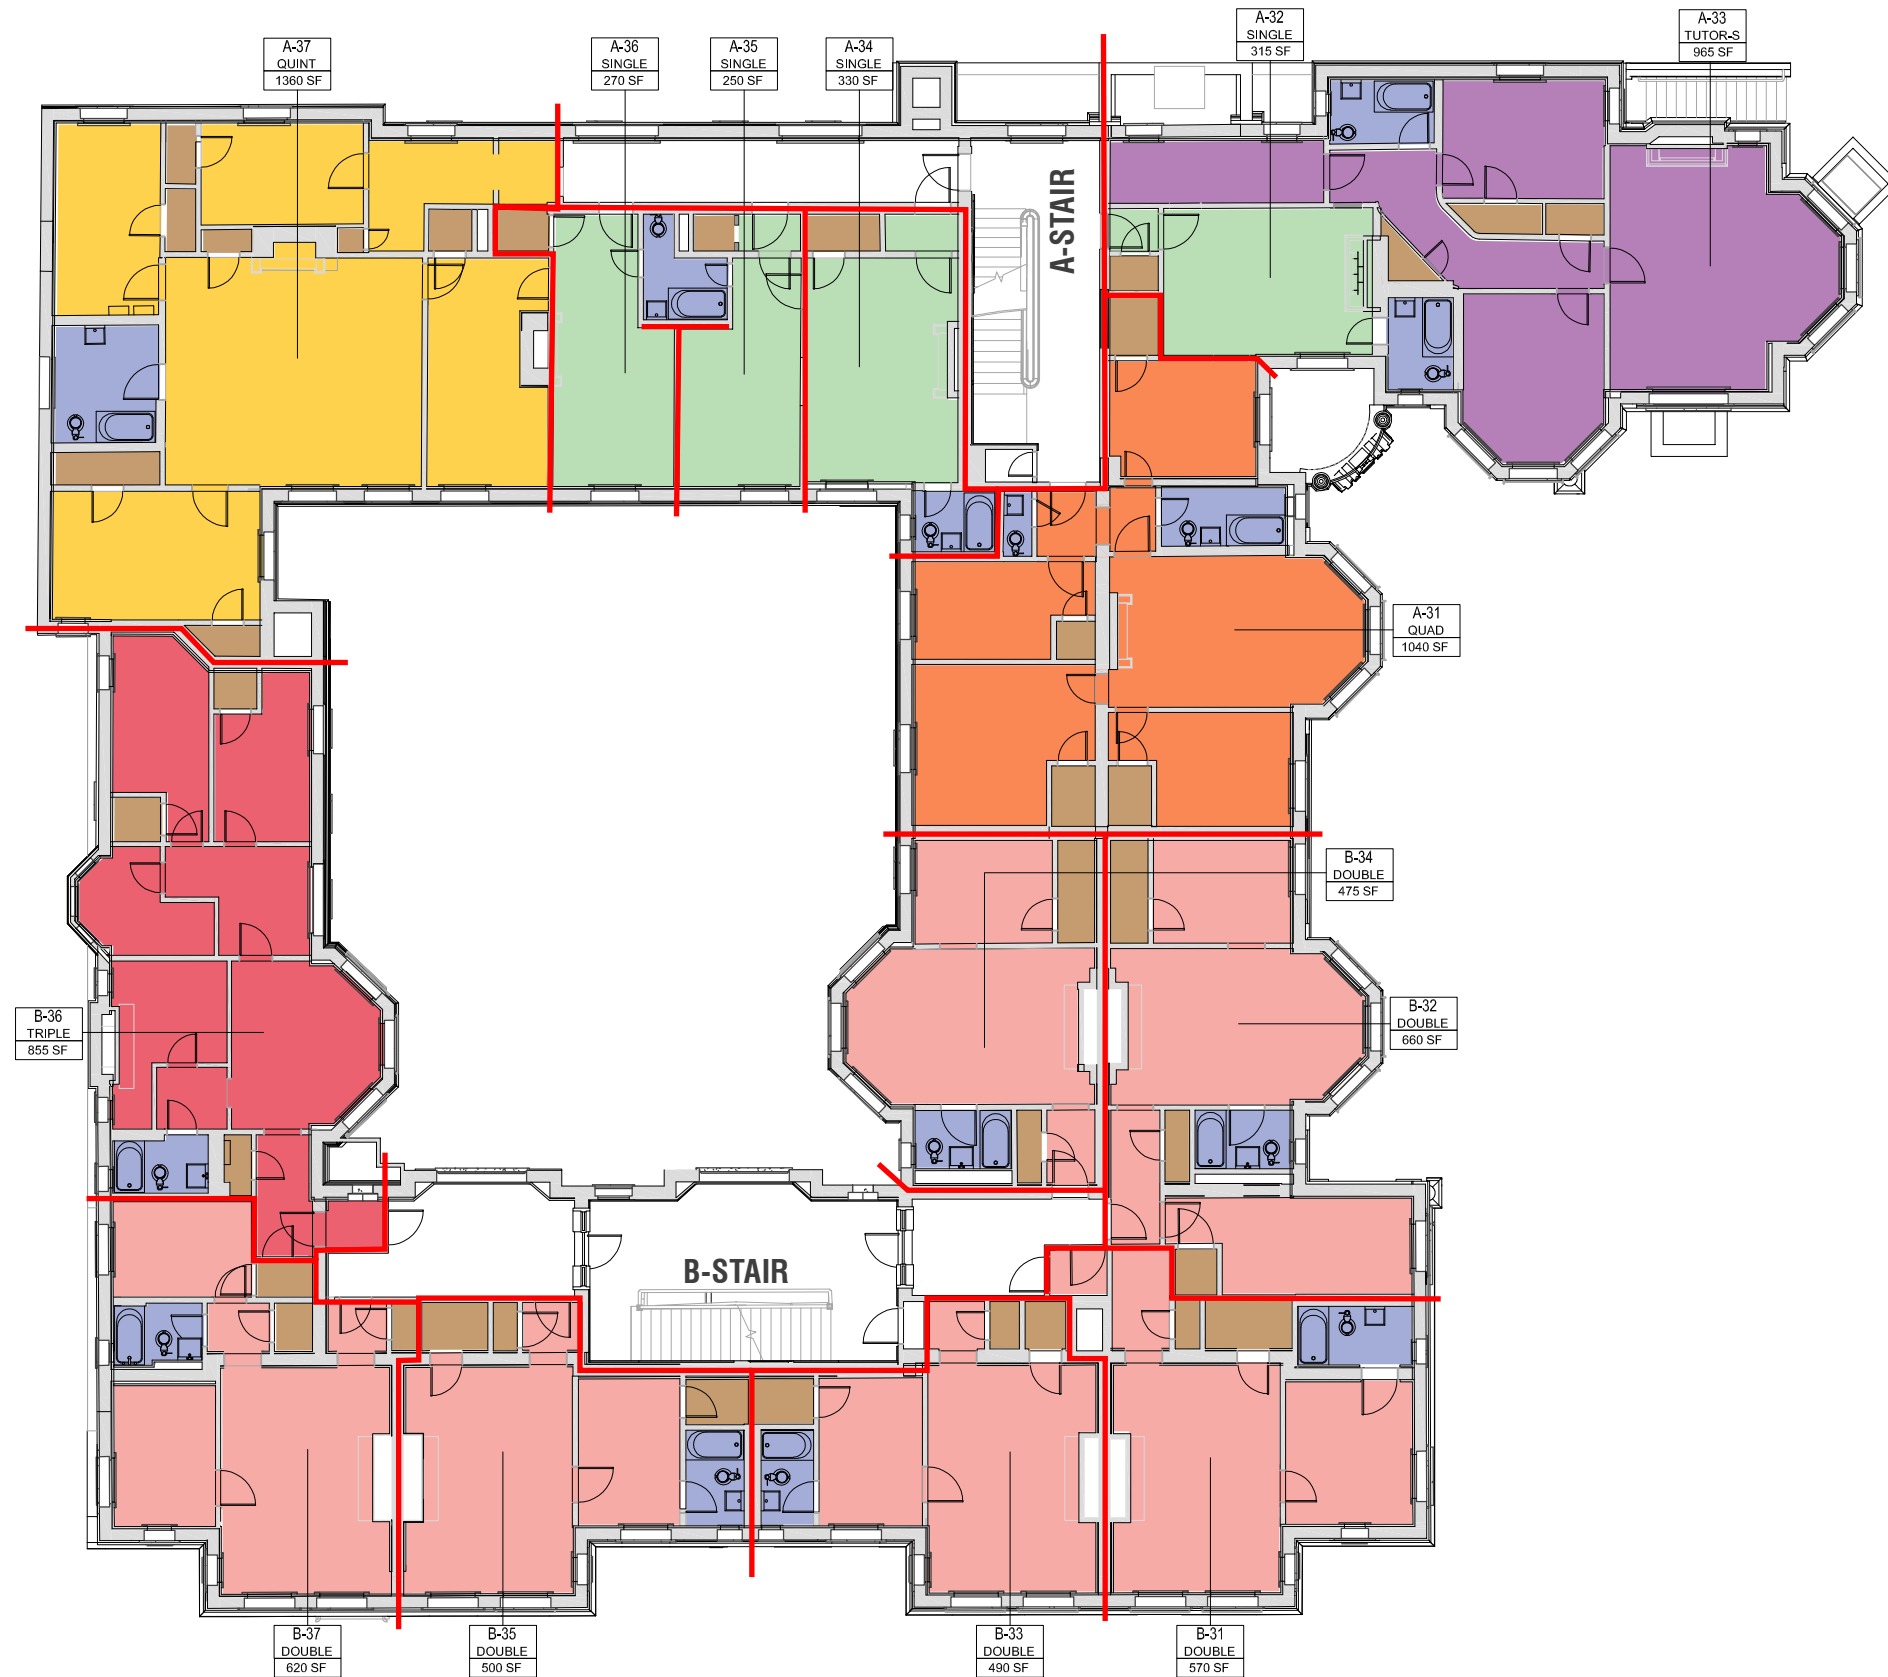 A-32
SINGLE
315 SF
A-33
TUTOR-S
965 SF
A-37
QUINT
1360 SF
A-36
SINGLE
270 SF
A-35
SINGLE
250 SF
A-34
SINGLE
330 SF
A-STAIR
A-31
QUAD
1040 SF
B-34
DOUBLE
475 SF
B-36
TRIPLE
855 SF
B-32
DOUBLE
660 SF
B-STAIR
B-37
DOUBLE
620 SF
B-35
DOUBLE
500 SF
B-33
DOUBLE
490 SF
B-31
DOUBLE
570 SF